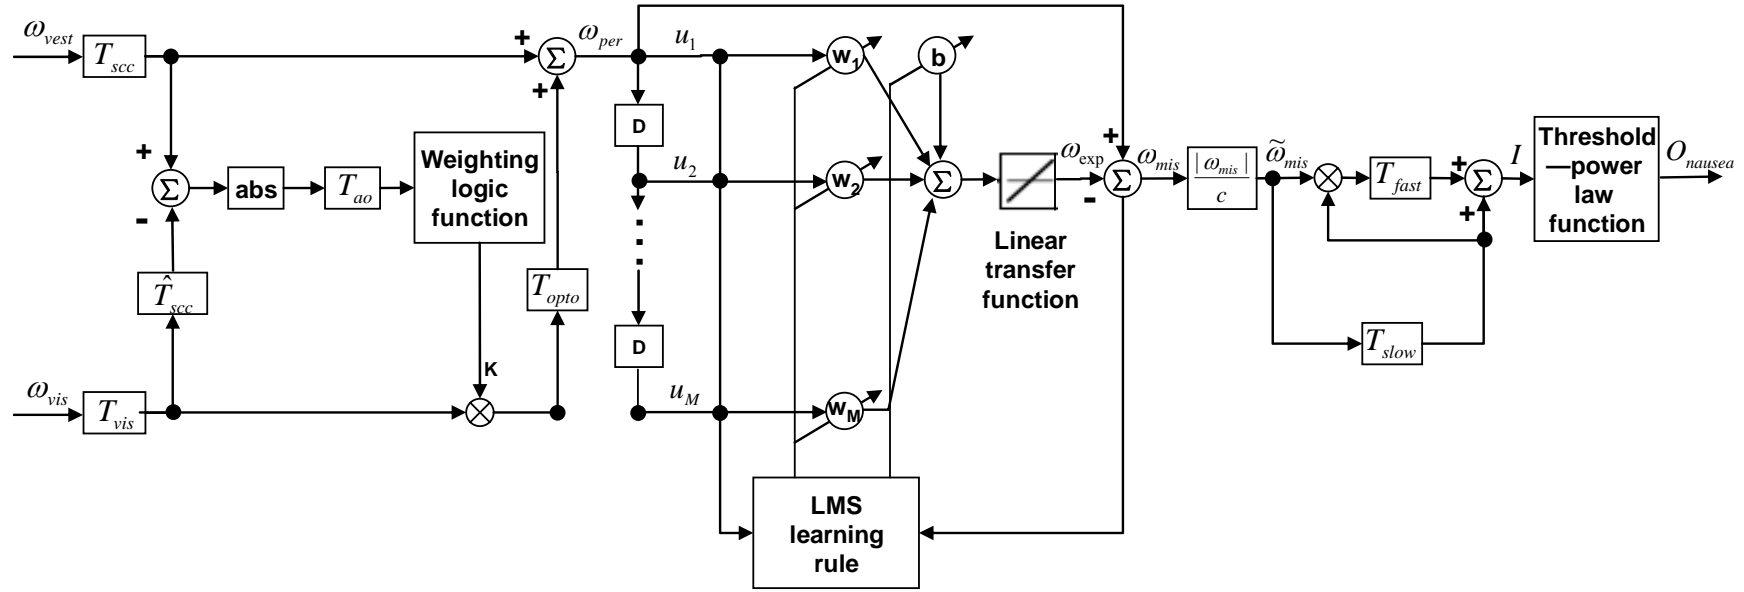 ω_vest
T_scc
+
Σ
+
ω_per
u_1
w_1
b
D
+
Σ
-
abs
T_ao
Weighting
logic
function
u_2
w_2
Σ
ω_exp
+
Σ
-
ω_mis
|ω_mis|
c
ω̃_mis
T_fast
+
Σ
+
I
Threshold
—power
law
function
O_nausea
Linear
transfer
function
T̂_scc
T_opto
D
T_slow
K
ω_vis
T_vis
u_M
w_M
LMS
learning
rule